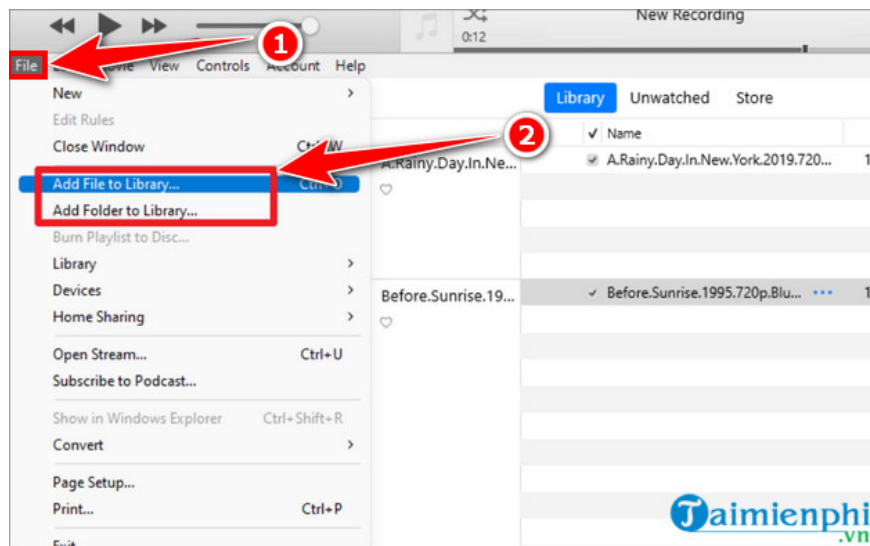 New Recording
0:12
1
File View Controls Account Help
New
Library Unwatched Store
Edit Rules
Close Window
2
Name
A.Rainy.Day.In.Ne...
A.Rainy.Day.In.New.York.2019.720...
Add File to Library...
Add Folder to Library...
Burn Playlist to Disc...
Library
Devices
Before.Sunrise.19...
Before.Sunrise.1995.720p.Blu...
Home Sharing
Open Stream... Ctrl+U
Subscribe to Podcast...
Show in Windows Explorer Ctrl+Shift+R
Convert
Page Setup...
Print... Ctrl+P
Taimienphi
.vn